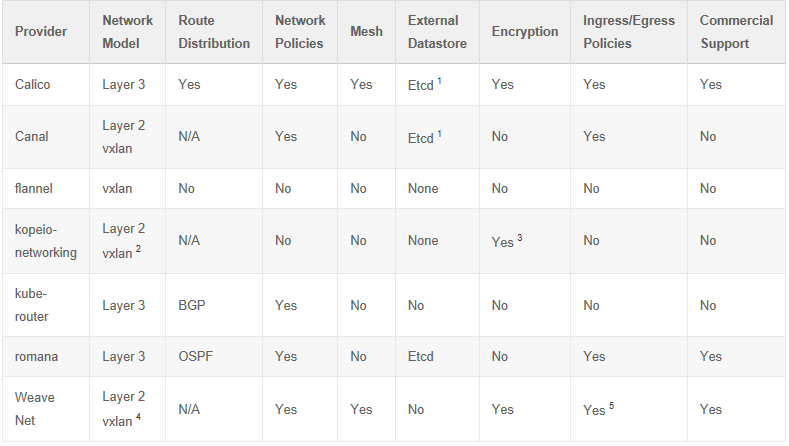 Provider Network Model Route Distribution Network Policies Mesh External Datastore Encryption Ingress/Egress Policies Commercial Support
Calico Layer 3 Yes Yes Yes Etcd 1 Yes Yes Yes
Canal Layer 2 vxlan N/A Yes No Etcd 1 No Yes No
flannel vxlan No No No None No No No
kopeio-networking Layer 2 vxlan 2 N/A No No None Yes 3 No No
kube-router Layer 3 BGP Yes No No No No No
romana Layer 3 OSPF Yes No Etcd No Yes Yes
Weave Net Layer 2 vxlan 4 N/A Yes Yes No Yes Yes 5 Yes